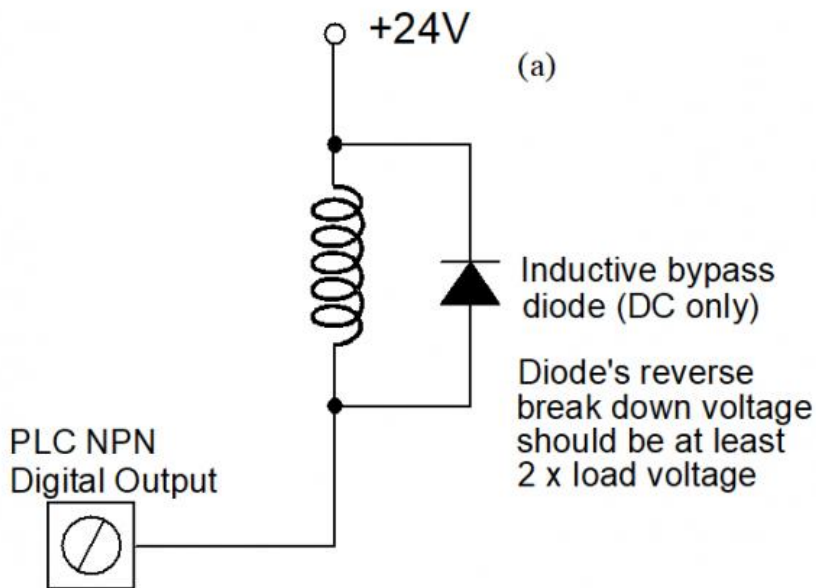 +24V
(a)
Inductive bypass
diode (DC only)
Diode's reverse
break down voltage
should be at least
2 x load voltage
PLC NPN
Digital Output